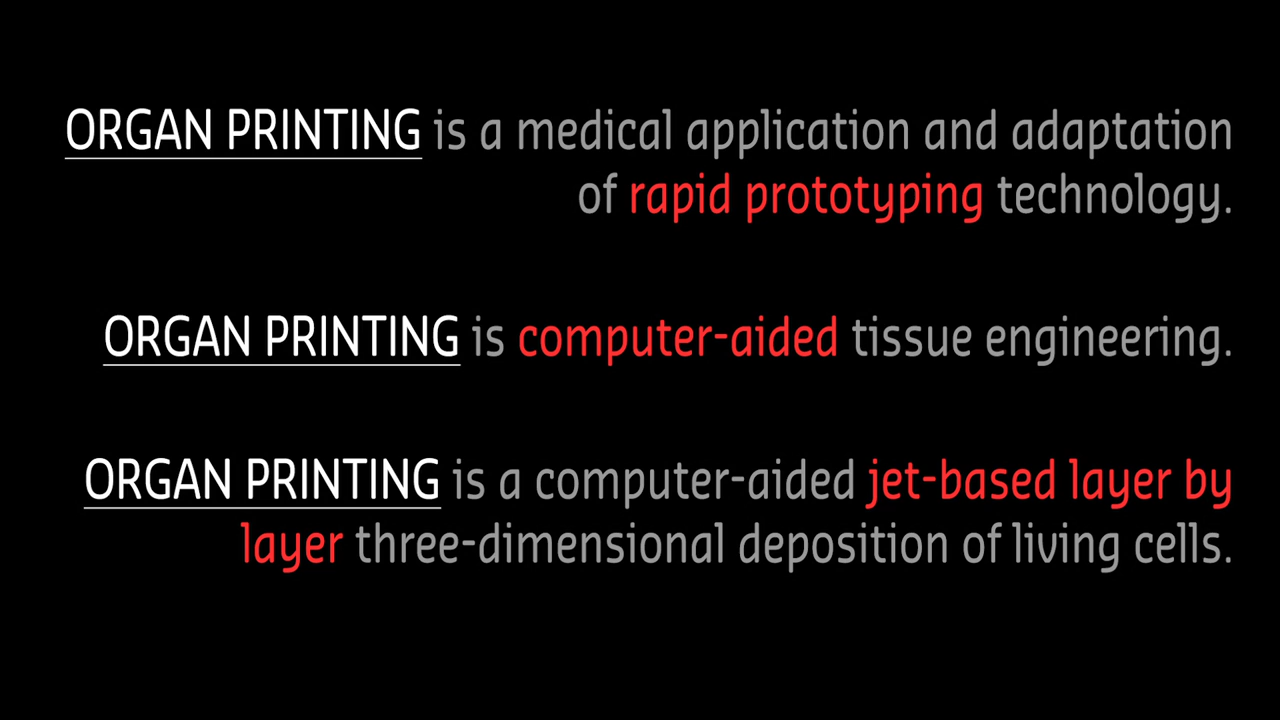 ORGAN PRINTING is a medical application and adaptation
of rapid prototyping technology.
ORGAN PRINTING is computer-aided tissue engineering.
ORGAN PRINTING is a computer-aided jet-based layer by
layer three-dimensional deposition of living cells.